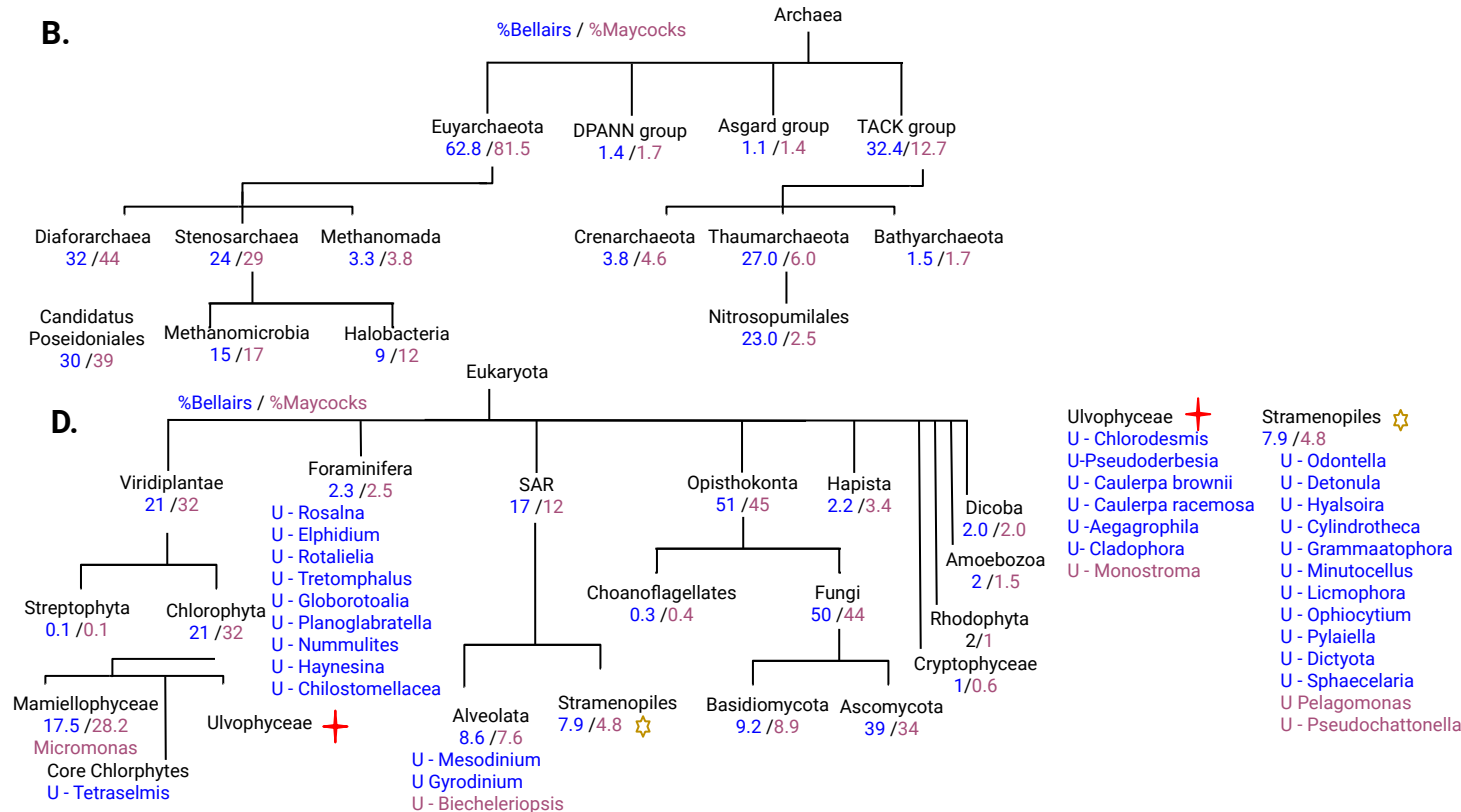 B.
%Bellairs / %Maycocks
Archaea
Euyarchaeota
62.8 /81.5
DPANN group
1.4 /1.7
Asgard group
1.1 /1.4
TACK group
32.4/12.7
Diaforarchaea
32 /44
Stenosarchaea
24 /29
Methanomada
3.3 /3.8
Crenarchaeota
3.8 /4.6
Thaumarchaeota
27.0 /6.0
Bathyarchaeota
1.5 /1.7
Candidatus
Poseidoniales
30 /39
Methanomicrobia
15 /17
Halobacteria
9 /12
Nitrosopumilales
23.0 /2.5
D.
%Bellairs / %Maycocks
Eukaryota
Viridiplantae
21 /32
Foraminifera
2.3 /2.5
U - Rosalna
U - Elphidium
U - Rotalielia
U - Tretomphalus
U - Globorotoalia
U - Planoglabratella
U - Nummulites
U - Haynesina
U - Chilostomellacea
SAR
17 /12
Opisthokonta
51 /45
Hapista
2.2 /3.4
Dicoba
2.0 /2.0
Amoebozoa
2 /1.5
Rhodophyta
2/1
Cryptophyceae
1/0.6
Streptophyta
0.1 /0.1
Chlorophyta
21 /32
Choanoflagellates
0.3 /0.4
Fungi
50 /44
Mamiellophyceae
17.5 /28.2
Micromonas
Core Chlorphytes
U - Tetraselmis
Ulvophyceae
Alveolata
8.6 /7.6
U - Mesodinium
U Gyrodinium
U - Biecheleriopsis
Stramenopiles
7.9 /4.8
Basidiomycota
9.2 /8.9
Ascomycota
39 /34
Ulvophyceae
U - Chlorodesmis
U-Pseudoderbesia
U - Caulerpa brownii
U - Caulerpa racemosa
U -Aegagrophila
U- Cladophora
U - Monostroma
Stramenopiles
7.9 /4.8
U - Odontella
U - Detonula
U - Hyalsoira
U - Cylindrotheca
U - Grammaatophora
U - Minutocellus
U - Licmophora
U - Ophiocytium
U - Pylaiella
U - Dictyota
U - Sphaecelaria
U Pelagomonas
U - Pseudochattonella